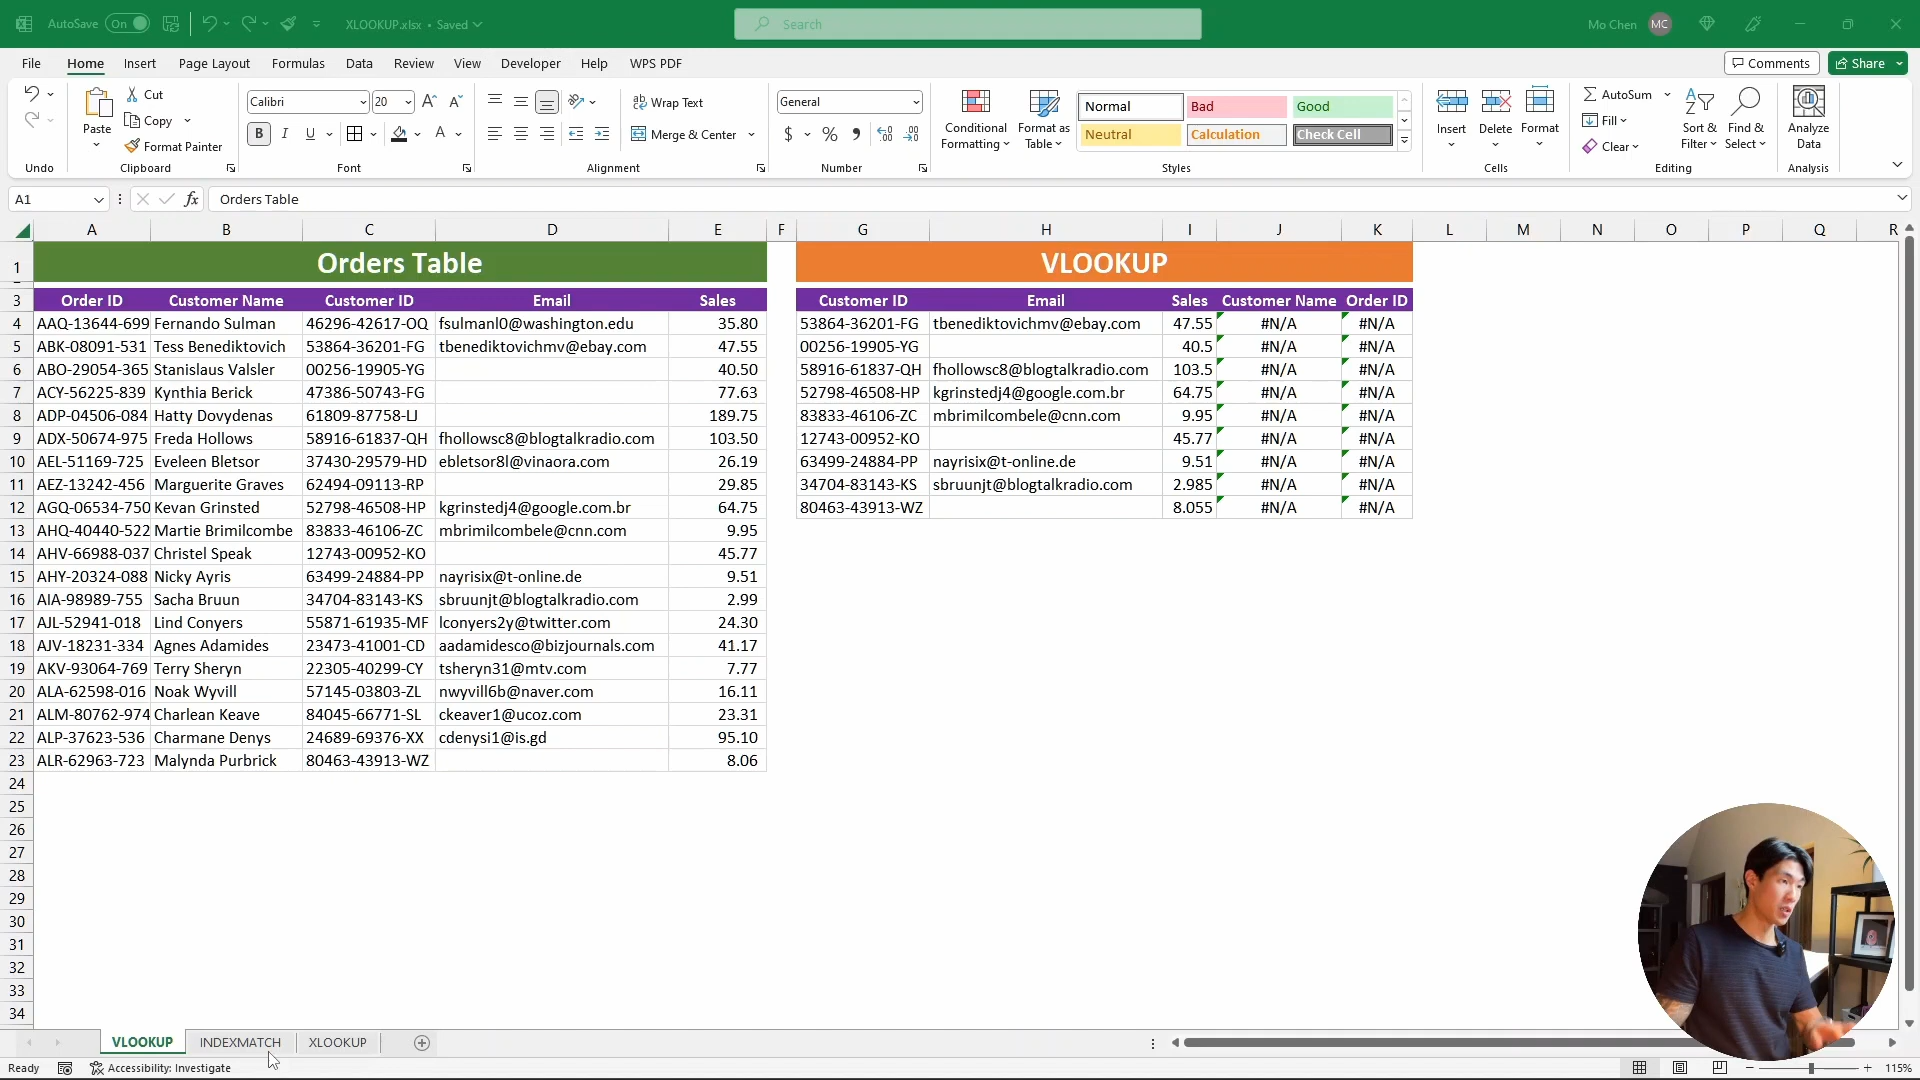 AutoSave On XLOOKUP.xlsx • Saved Search Mo Chen MC
File Home Insert Page Layout Formulas Data Review View Developer Help WPS PDF Comments Share
Paste Cut Copy Format Painter
Calibri 20 B I U A
Wrap Text Merge & Center
General $ % 9
Conditional Formatting Format as Table
Normal Bad Good
Neutral Calculation Check Cell
Insert Delete Format
AutoSum Fill Clear
Sort & Filter Find & Select
Analyze Data
Undo Clipboard Font Alignment Number Styles Cells Editing Analysis
A1 fx Orders Table
A B C D E F G H I J K L M N O P Q R
1 Orders Table VLOOKUP
3 Order ID Customer Name Customer ID Email Sales Customer ID Email Sales Customer Name Order ID
4 AAQ-13644-699 Fernando Sulman 46296-42617-OQ fsulmanl0@washington.edu 35.80 53864-36201-FG tbenediktovichmv@ebay.com 47.55 #N/A #N/A
5 ABK-08091-531 Tess Benediktovich 53864-36201-FG tbenediktovichmv@ebay.com 47.55 00256-19905-YG 40.5 #N/A #N/A
6 ABO-29054-365 Stanislaus Valsler 00256-19905-YG 40.50 58916-61837-QH fhollowsc8@blogtalkradio.com 103.5 #N/A #N/A
7 ACY-56225-839 Kynthia Berick 47386-50743-FG 77.63 52798-46508-HP kgrinstedj4@google.com.br 64.75 #N/A #N/A
8 ADP-04506-084 Hatty Dovydenas 61809-87758-LJ 189.75 83833-46106-ZC mbrimilcombele@cnn.com 9.95 #N/A #N/A
9 ADX-50674-975 Freda Hollows 58916-61837-QH fhollowsc8@blogtalkradio.com 103.50 12743-00952-KO 45.77 #N/A #N/A
10 AEL-51169-725 Eveleen Bletsor 37430-29579-HD ebletsor8l@vinaora.com 26.19 63499-24884-PP nayrisix@t-online.de 9.51 #N/A #N/A
11 AEZ-13242-456 Marguerite Graves 62494-09113-RP 29.85 34704-83143-KS sbruunjt@blogtalkradio.com 2.985 #N/A #N/A
12 AGQ-06534-750 Kevan Grinsted 52798-46508-HP kgrinstedj4@google.com.br 64.75 80463-43913-WZ 8.055 #N/A #N/A
13 AHQ-40440-522 Martie Brimilcombe 83833-46106-ZC mbrimilcombele@cnn.com 9.95
14 AHV-66988-037 Christel Speak 12743-00952-KO 45.77
15 AHY-20324-088 Nicky Ayris 63499-24884-PP nayrisix@t-online.de 9.51
16 AIA-98989-755 Sacha Bruun 34704-83143-KS sbruunjt@blogtalkradio.com 2.99
17 AJL-52941-018 Lind Conyers 55871-61935-MF lconyers2y@twitter.com 24.30
18 AJV-18231-334 Agnes Adamides 23473-41001-CD aadamidesco@bizjournals.com 41.17
19 AKV-93064-769 Terry Sheryn 22305-40299-CY tsheryn31@mtv.com 7.77
20 ALA-62598-016 Noak Wyvill 57145-03803-ZL nwyvill6b@naver.com 16.11
21 ALM-80762-974 Charlean Keave 84045-66771-SL ckeaver1@ucoz.com 23.31
22 ALP-37623-536 Charmane Denys 24689-69376-XX cdenysi1@is.gd 95.10
23 ALR-62963-723 Malynda Purbrick 80463-43913-WZ 8.06
24
25
26
27
28
29
30
31
32
33
34
VLOOKUP INDEXMATCH XLOOKUP
Ready Accessibility: Investigate 115%